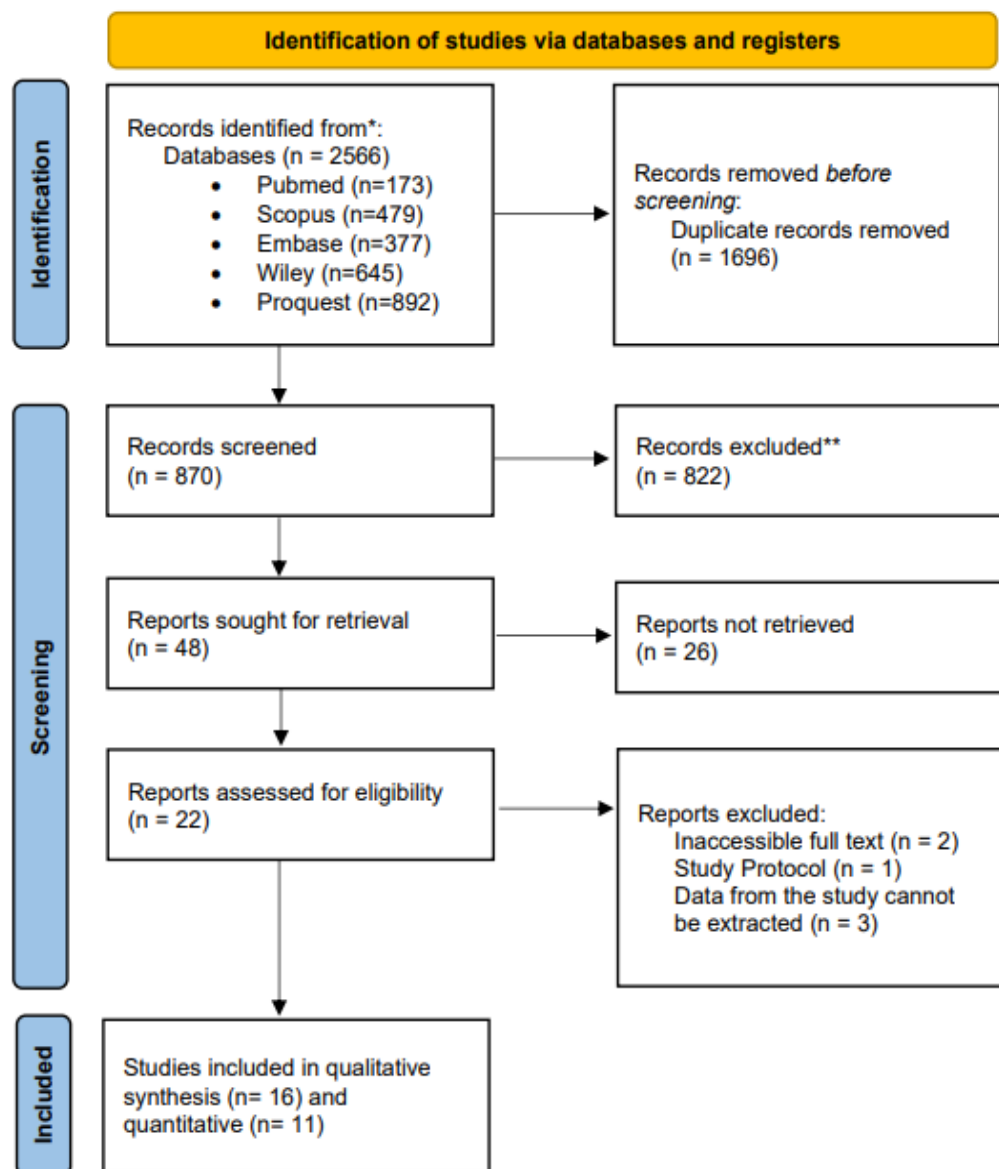 Identification of studies via databases and registers
Identification
Records identified from*:
Databases (n = 2566)
• Pubmed (n=173)
• Scopus (n=479)
• Embase (n=377)
• Wiley (n=645)
• Proquest (n=892)
Records removed before
screening:
Duplicate records removed
(n = 1696)
Screening
Records screened
(n = 870)
Records excluded**
(n = 822)
Reports sought for retrieval
(n = 48)
Reports not retrieved
(n = 26)
Reports assessed for eligibility
(n = 22)
Reports excluded:
Inaccessible full text (n = 2)
Study Protocol (n = 1)
Data from the study cannot
be extracted (n = 3)
Included
Studies included in qualitative
synthesis (n= 16) and
quantitative (n= 11)